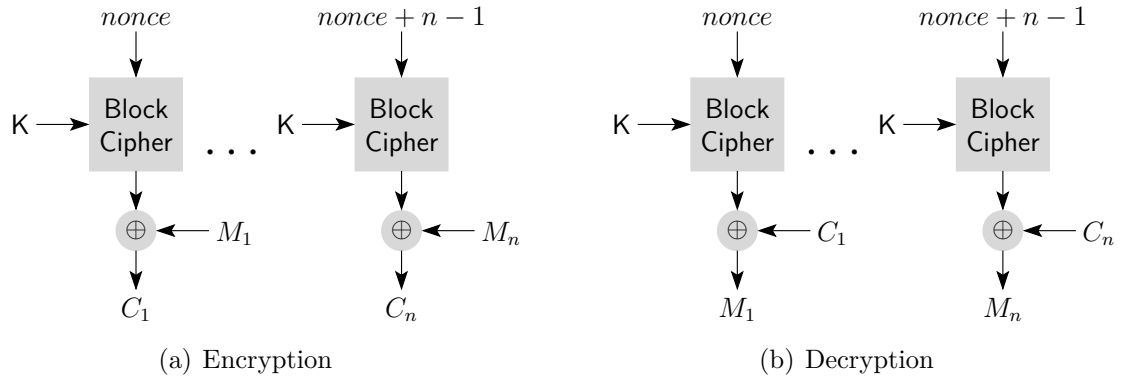 nonce nonce + n − 1
K Block Cipher . . . K Block Cipher
⊕ M₁ ⊕ Mₙ
C₁ Cₙ
(a) Encryption
nonce nonce + n − 1
K Block Cipher . . . K Block Cipher
⊕ C₁ ⊕ Cₙ
M₁ Mₙ
(b) Decryption